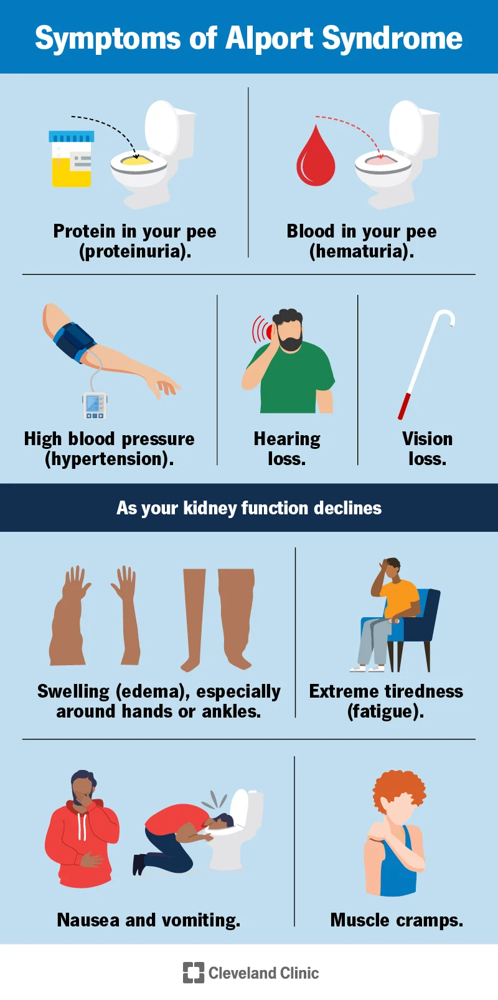 Symptoms of Alport Syndrome
Protein in your pee
(proteinuria).
Blood in your pee
(hematuria).
High blood pressure
(hypertension).
Hearing
loss.
Vision
loss.
As your kidney function declines
Swelling (edema), especially
around hands or ankles.
Extreme tiredness
(fatigue).
Nausea and vomiting.
Muscle cramps.
Cleveland Clinic